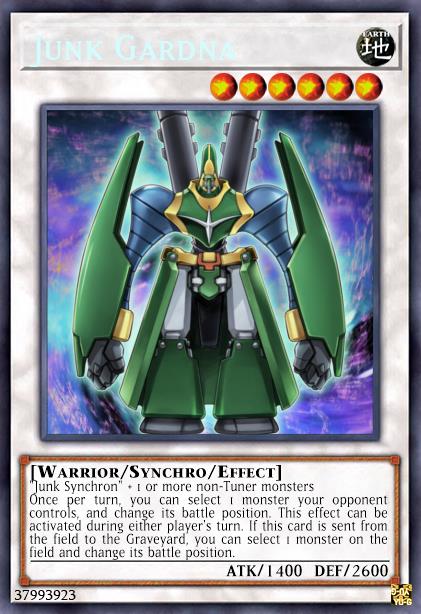 Junk Gardna
EARTH
地
[Warrior/Synchro/Effect]
"Junk Synchron" + 1 or more non-Tuner monsters
Once per turn, you can select 1 monster your opponent
controls, and change its battle position. This effect can be
activated during either player's turn. If this card is sent
from the field to the Graveyard, you can select 1 monster on the
field and change its battle position.
ATK/1400 DEF/2600
37993923